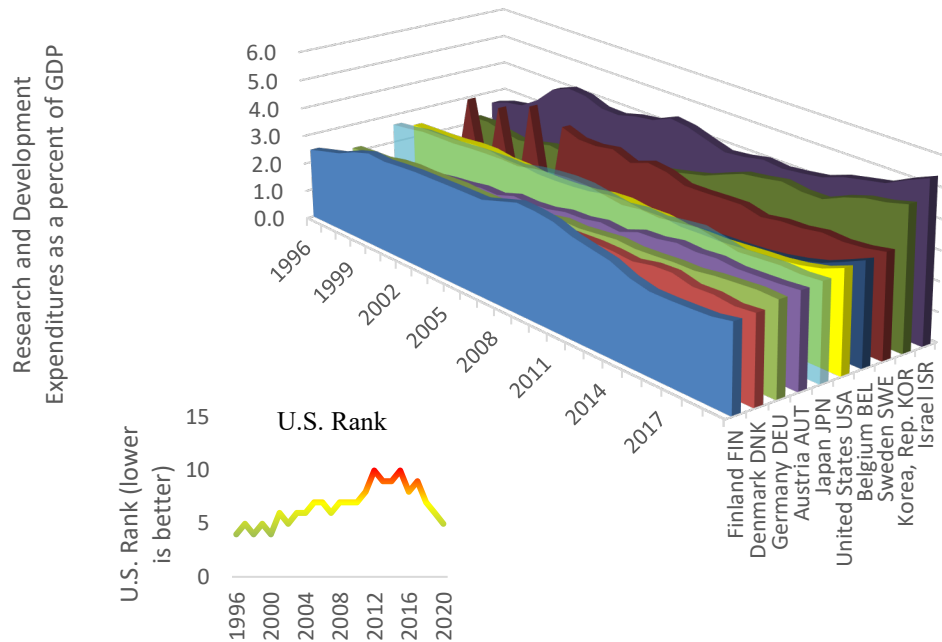 Research and Development
Expenditures as a percent of GDP
6.0
5.0
4.0
3.0
2.0
1.0
0.0
1996
1999
2002
2005
2008
2011
2014
2017
Finland FIN
Denmark DNK
Germany DEU
Austria AUT
Japan JPN
United States USA
Belgium BEL
Sweden SWE
Korea, Rep. KOR
Israel ISR
U.S. Rank
U.S. Rank (lower
is better)
15
10
5
0
1996
2000
2004
2008
2012
2016
2020